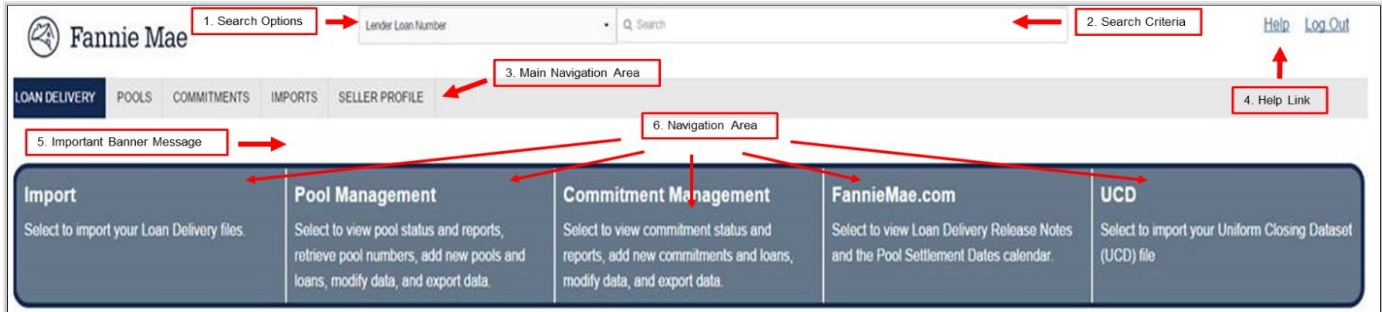 1. Search Options
Lender Loan Number
Search
2. Search Criteria
Help Log Out
Fannie Mae
3. Main Navigation Area
LOAN DELIVERY POOLS COMMITMENTS IMPORTS SELLER PROFILE
4. Help Link
5. Important Banner Message
6. Navigation Area
Import
Select to import your Loan Delivery files.
Pool Management
Select to view pool status and reports,
retrieve pool numbers, add new pools and
loans, modify data, and export data.
Commitment Management
Select to view commitment status and
reports, add new commitments and loans,
modify data, and export data.
FannieMae.com
Select to view Loan Delivery Release Notes
and the Pool Settlement Dates calendar.
UCD
Select to import your Uniform Closing Dataset
(UCD) file